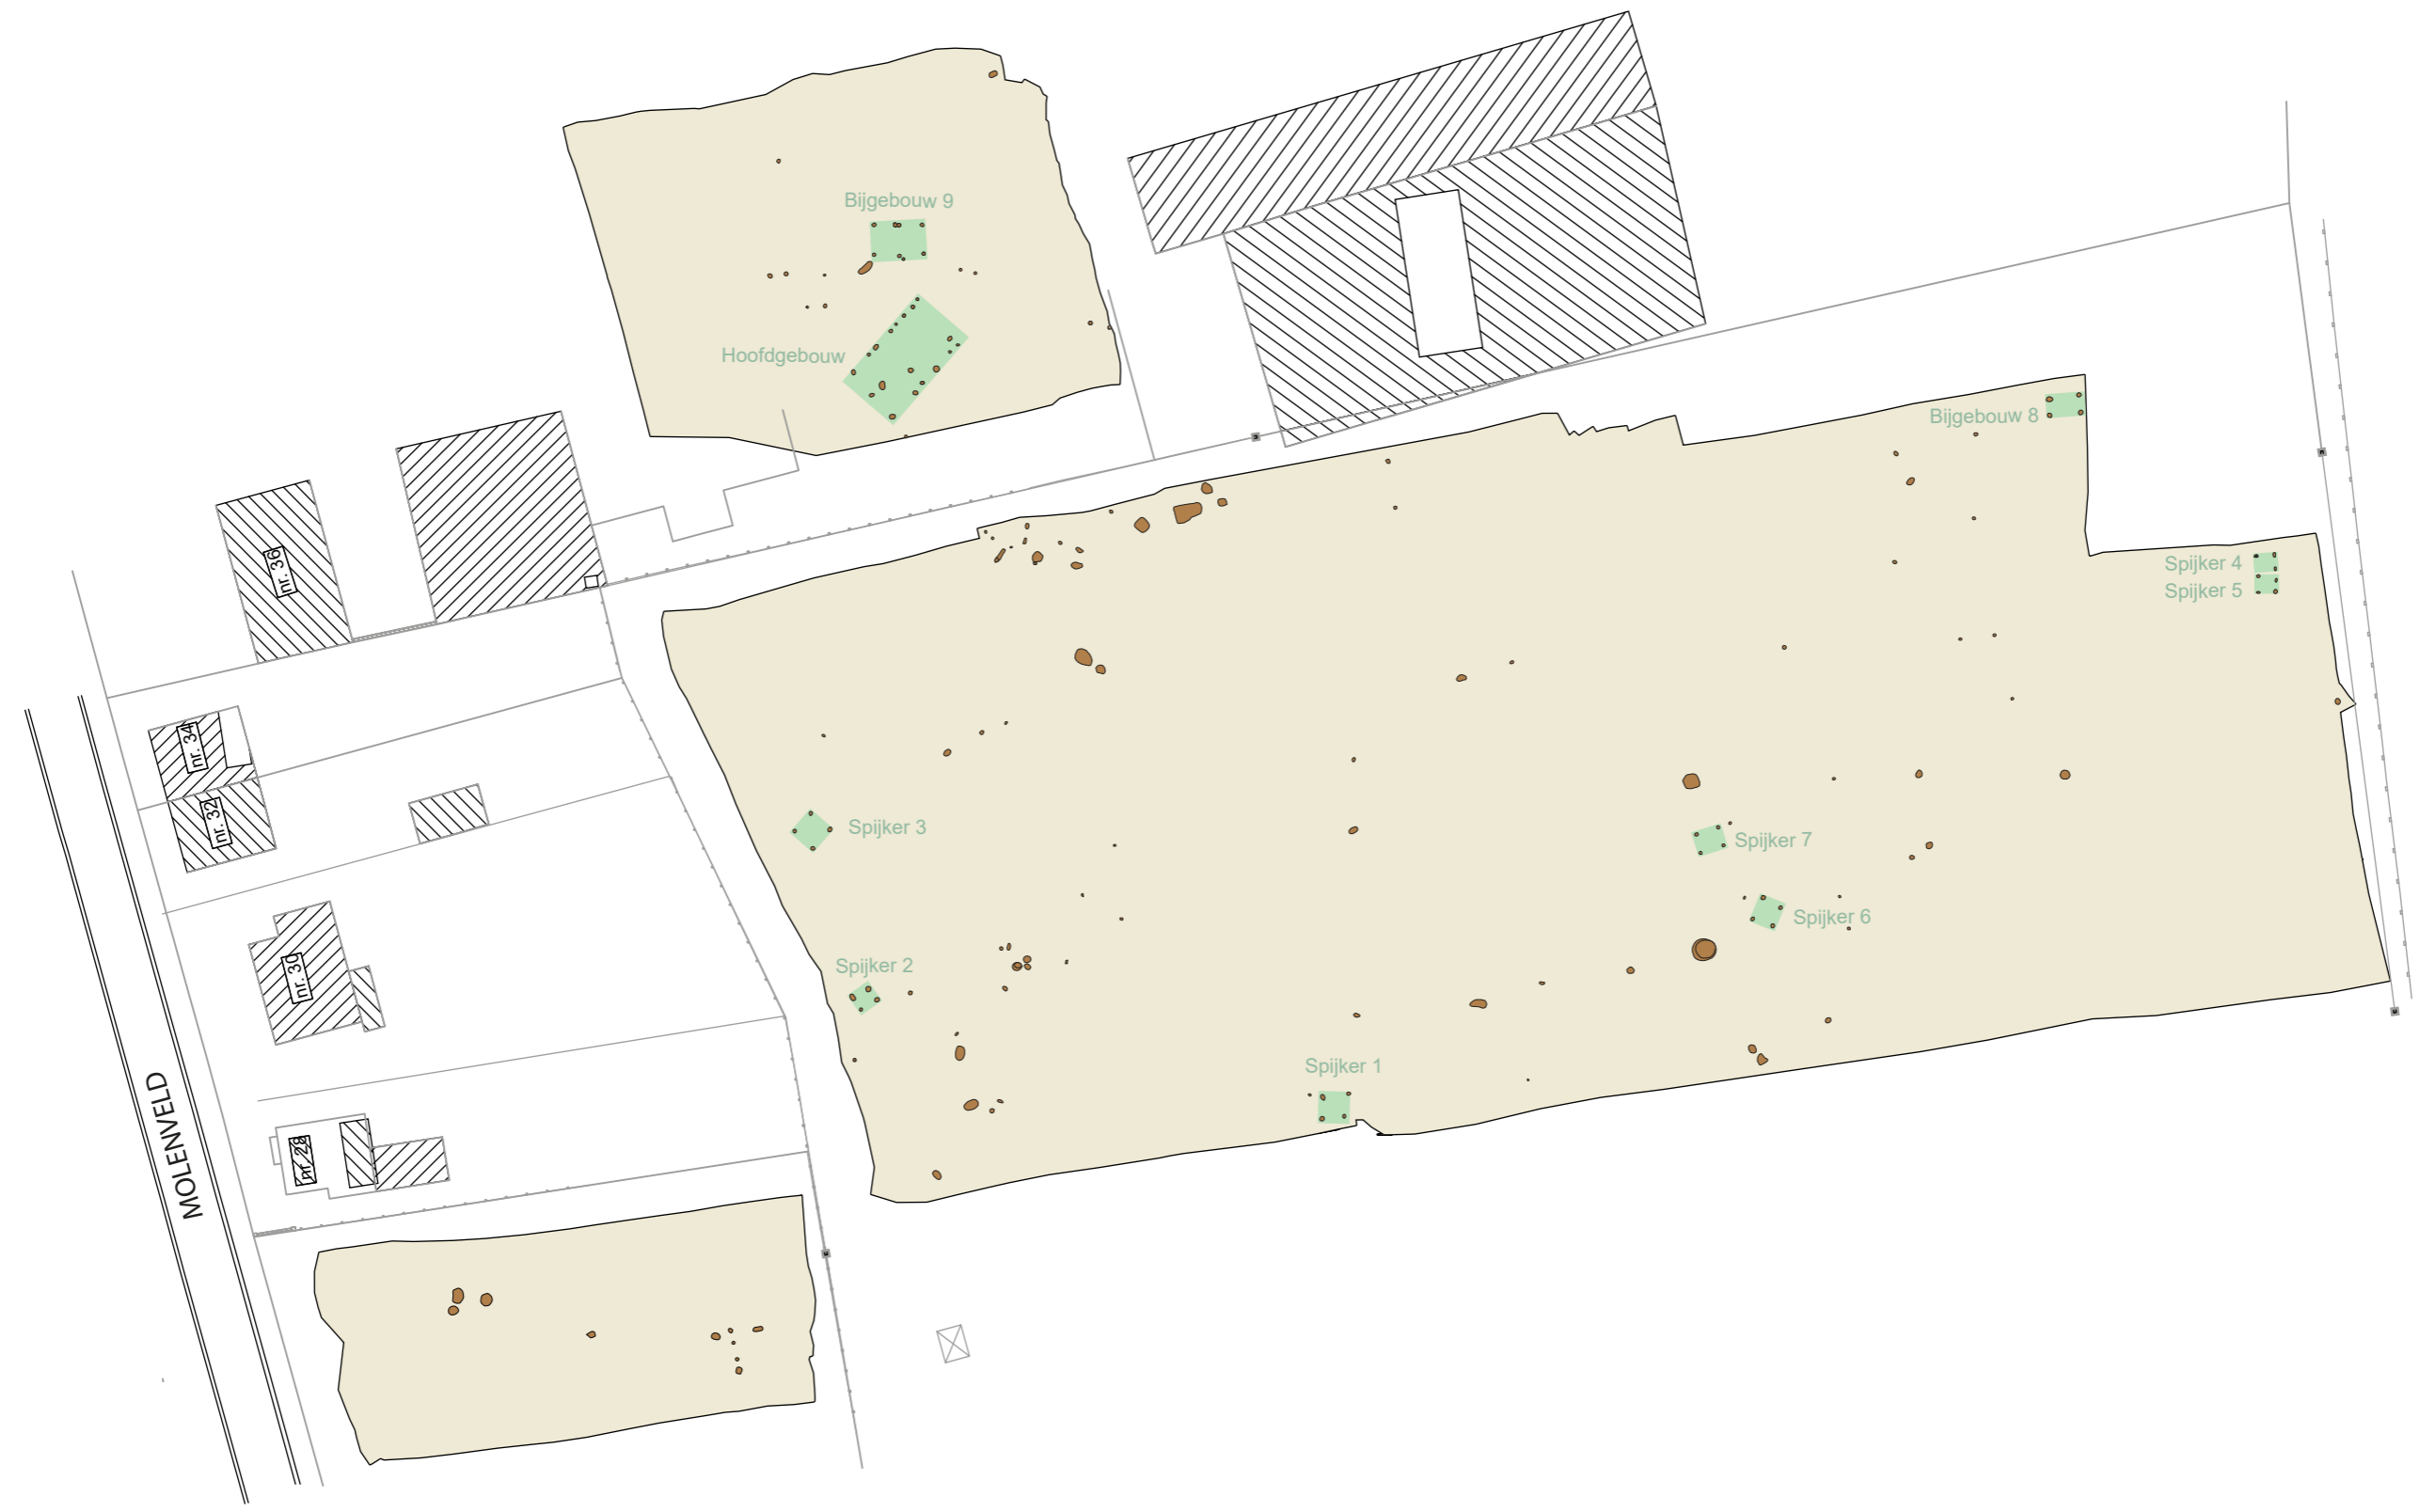 Bijgebouw 9
Hoofdgebouw
Bijgebouw 8
Spijker 4
Spijker 5
nr. 36
nr. 34
nr. 32
Spijker 3
Spijker 7
Spijker 6
nr. 30
Spijker 2
Spijker 1
nr. 28
MOLENVELD